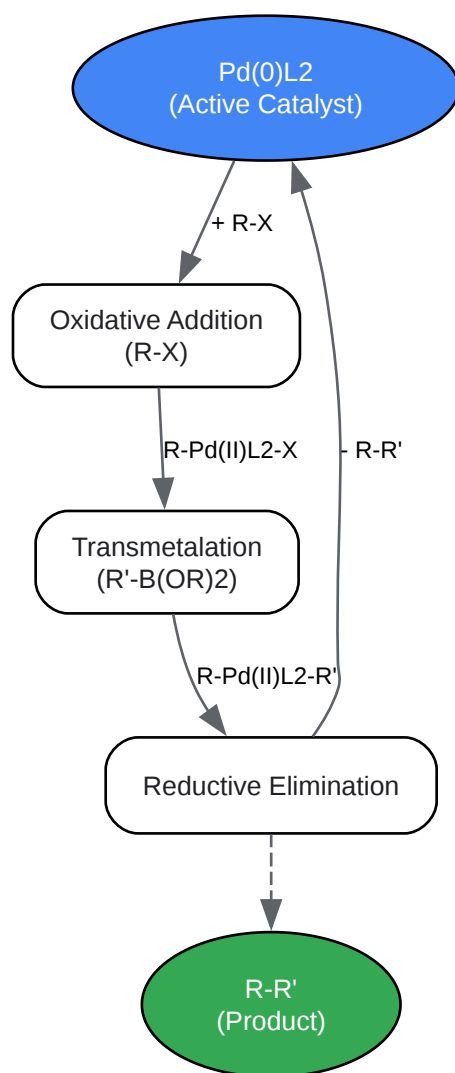 Pd(0)L2
(Active Catalyst)
+ R-X
Oxidative Addition
(R-X)
R-Pd(II)L2-X
- R-R'
Transmetalation
(R'-B(OR)2)
R-Pd(II)L2-R'
Reductive Elimination
R-R'
(Product)